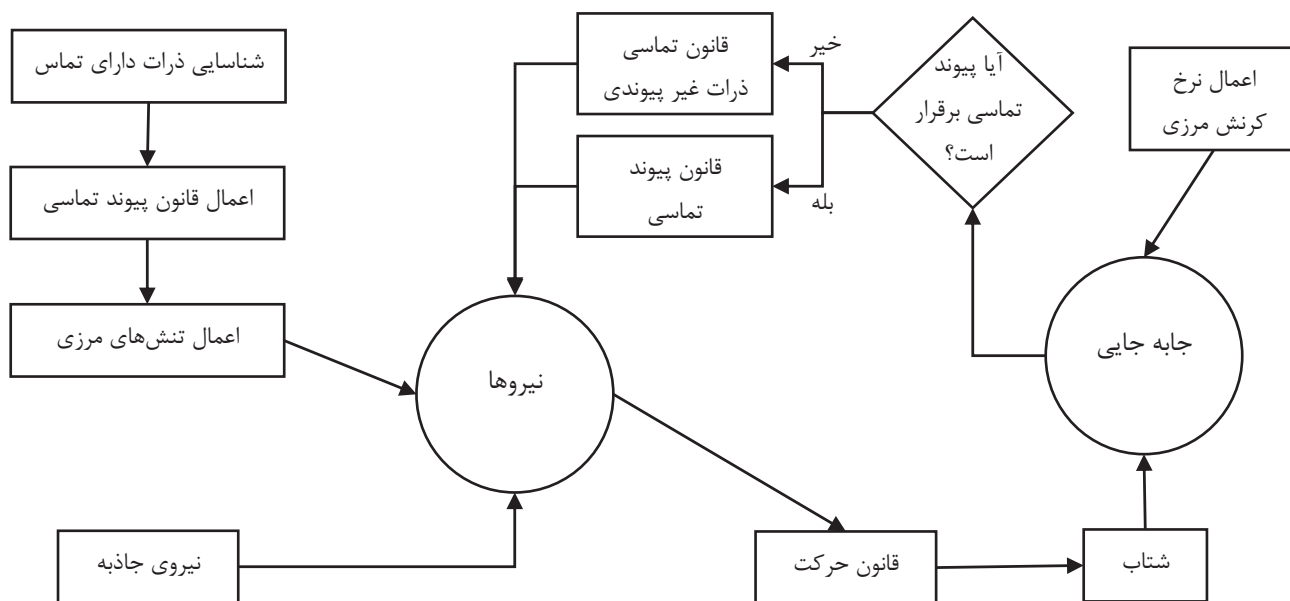 شناسایی ذرات دارای تماس
اعمال قانون پیوند تماسی
اعمال تنش‌های مرزی
نیروی جاذبه
قانون تماسی
ذرات غیر پیوندی
قانون پیوند
تماسی
خیر
بله
آیا پیوند
تماسی برقرار
است؟
اعمال نرخ
کرنش مرزی
جابه جایی
نیروها
قانون حرکت
شتاب